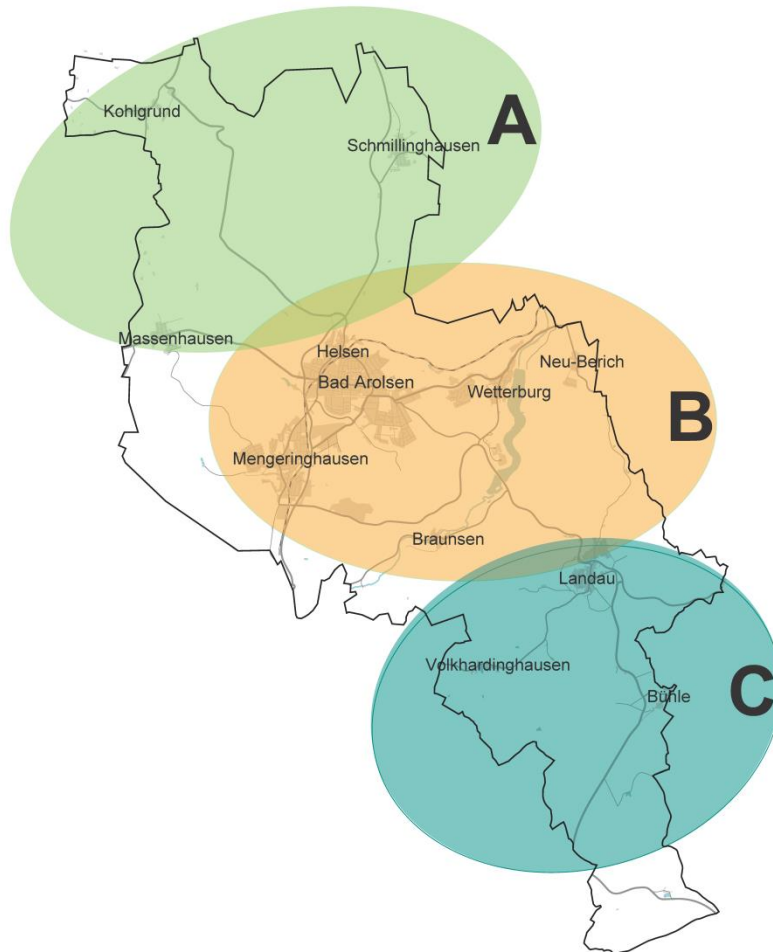 Kohlgrund
A
Schmillinghausen
Massenhausen
Helsen
Neu-Berich
Bad Arolsen
Wetterburg
B
Mengeringhausen
Braunsen
Landau
Volkhardinghausen
Bühle
C